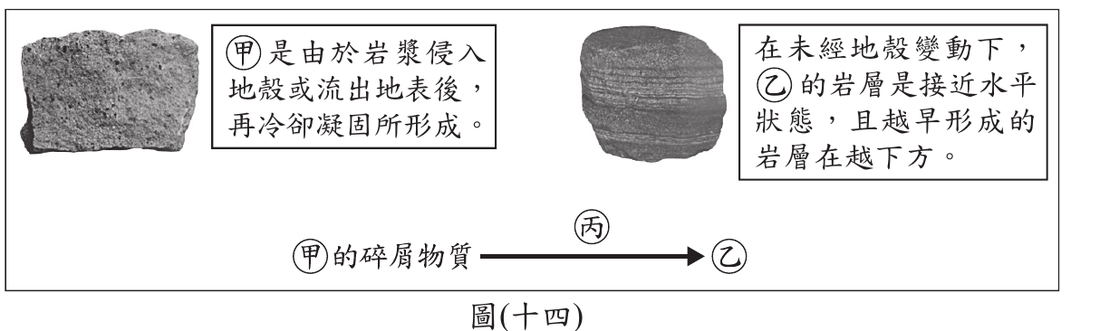 甲是由於岩漿侵入
地殼或流出地表後，
再冷卻凝固所形成。
在未經地殼變動下，
乙的岩層是接近水平
狀態，且越早形成的
岩層在越下方。
丙
甲的碎屑物質
乙
圖(十四)